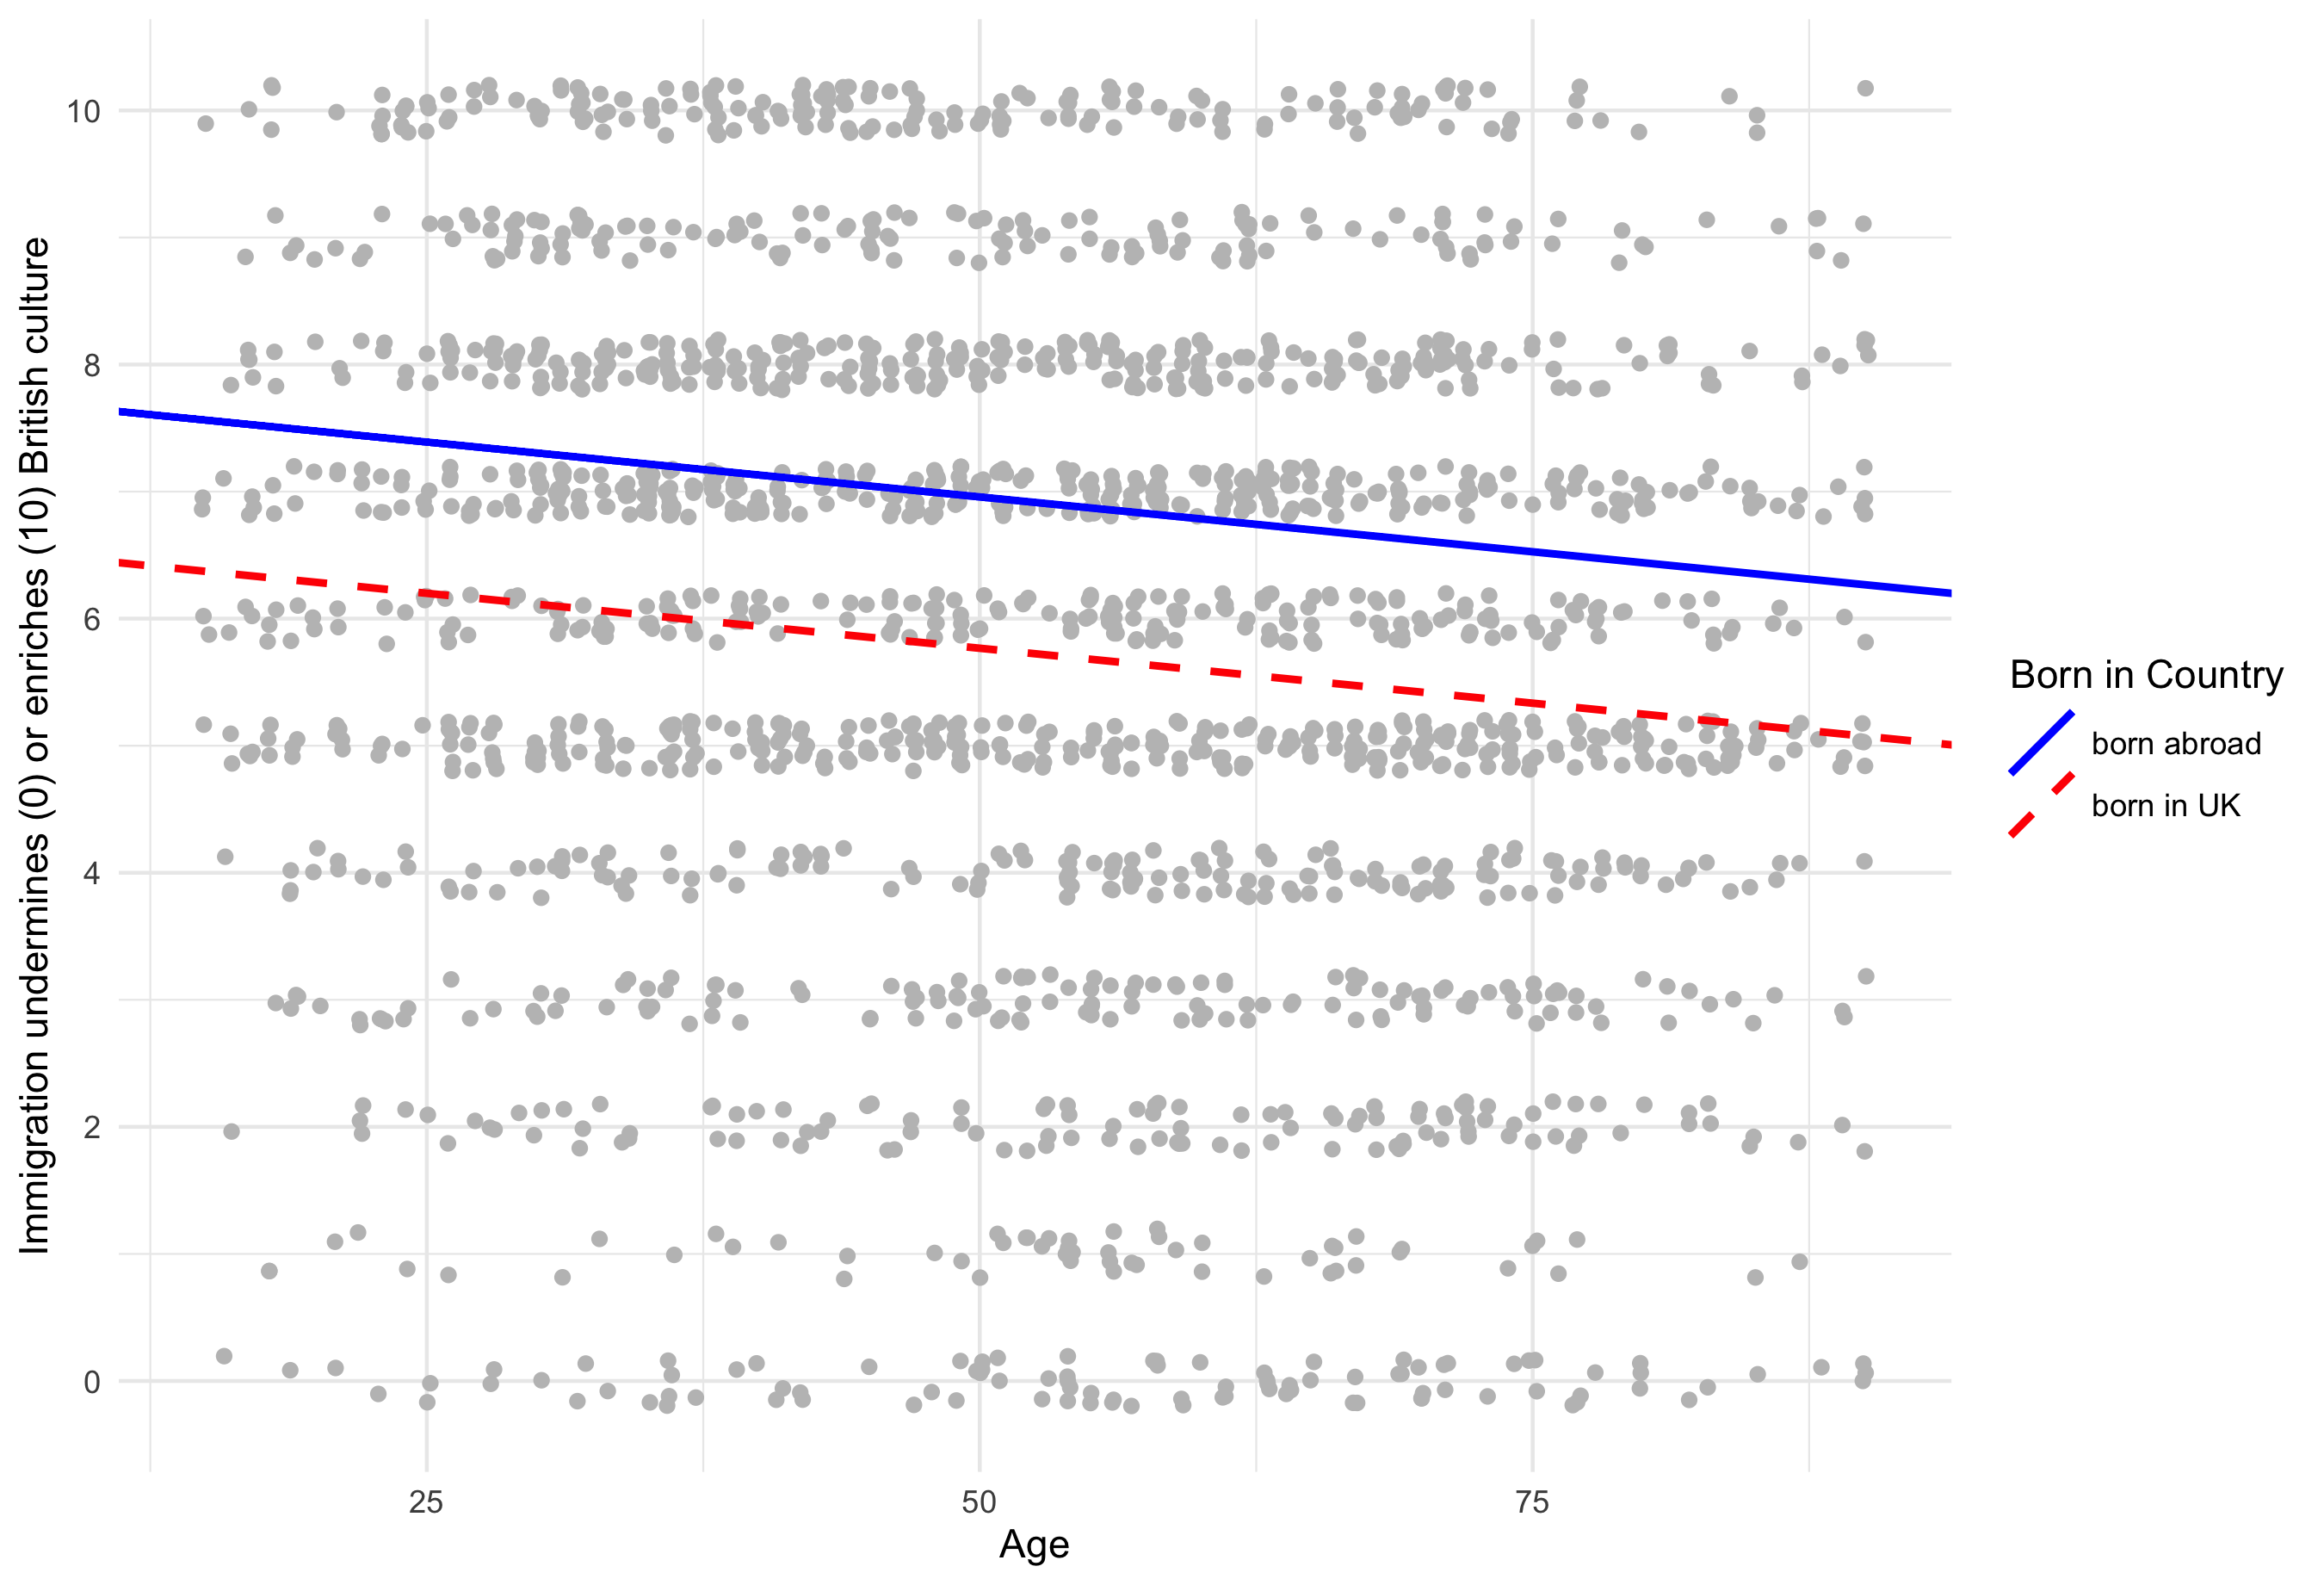 Immigration undermines (0) or enriches (10) British culture
10
8
6
4
2
0
25
50
75
Age
Born in Country
born abroad
born in UK